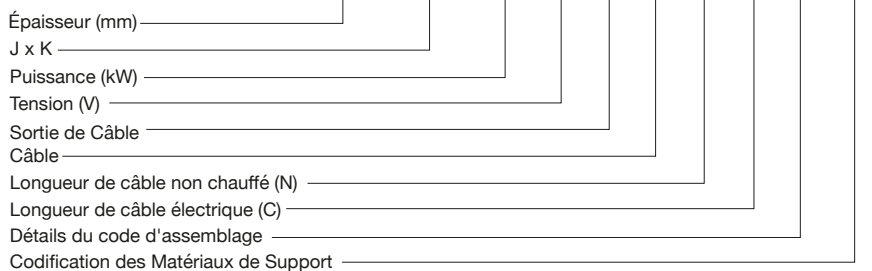 Épaisseur (mm)
J x K
Puissance (kW)
Tension (V)
Sortie de Câble
Câble
Longueur de câble non chauffé (N)
Longueur de câble électrique (C)
Détails du code d'assemblage
Codification des Matériaux de Support